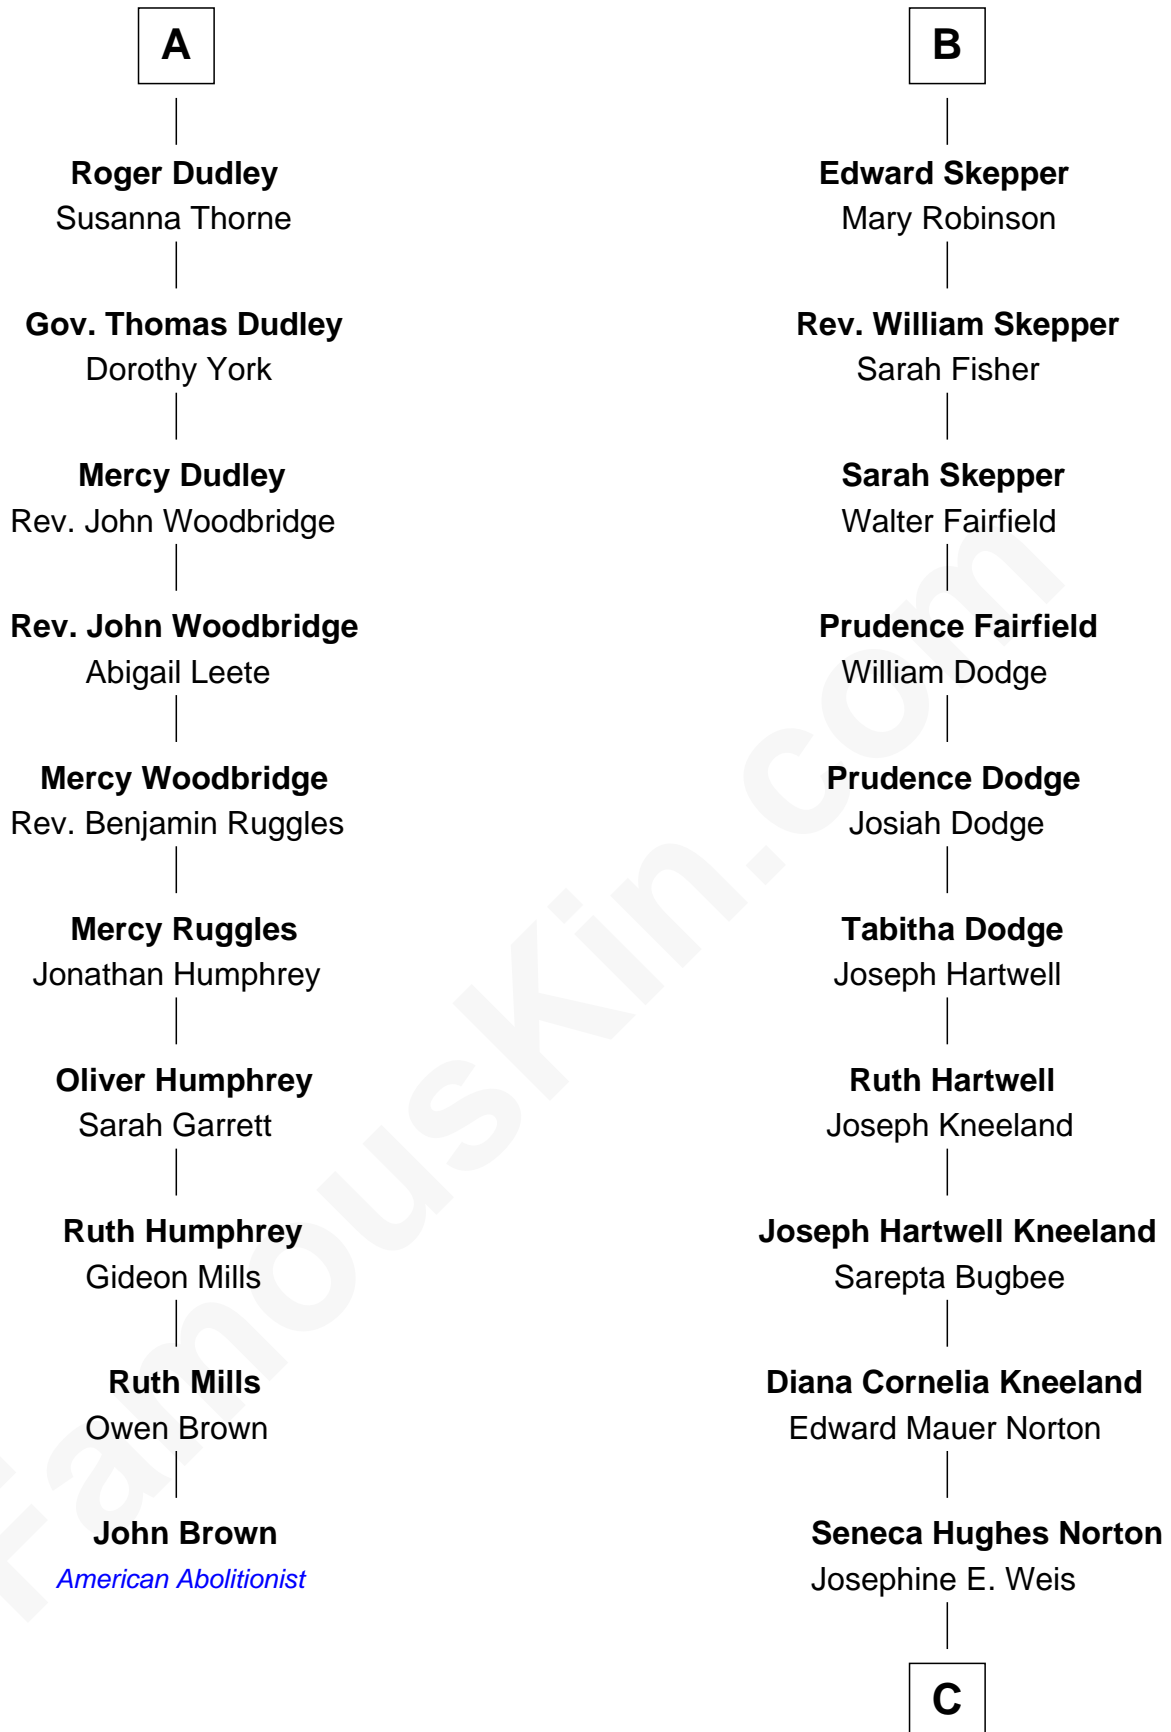 A
Roger Dudley
Susanna Thorne
Gov. Thomas Dudley
Dorothy York
Mercy Dudley
Rev. John Woodbridge
Rev. John Woodbridge
Abigail Leete
Mercy Woodbridge
Rev. Benjamin Ruggles
Mercy Ruggles
Jonathan Humphrey
Oliver Humphrey
Sarah Garrett
Ruth Humphrey
Gideon Mills
Ruth Mills
Owen Brown
John Brown
American Abolitionist
B
Edward Skepper
Mary Robinson
Rev. William Skepper
Sarah Fisher
Sarah Skepper
Walter Fairfield
Prudence Fairfield
William Dodge
Prudence Dodge
Josiah Dodge
Tabitha Dodge
Joseph Hartwell
Ruth Hartwell
Joseph Kneeland
Joseph Hartwell Kneeland
Sarepta Bugbee
Diana Cornelia Kneeland
Edward Mauer Norton
Seneca Hughes Norton
Josephine E. Weis
C
FamousKin.com